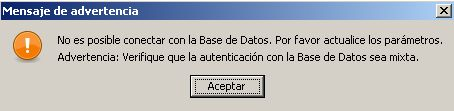 Mensaje de advertencia
No es posible conectar con la Base de Datos. Por favor actualice los parámetros.
Advertencia: Verifique que la autenticación con la Base de Datos sea mixta.
Aceptar